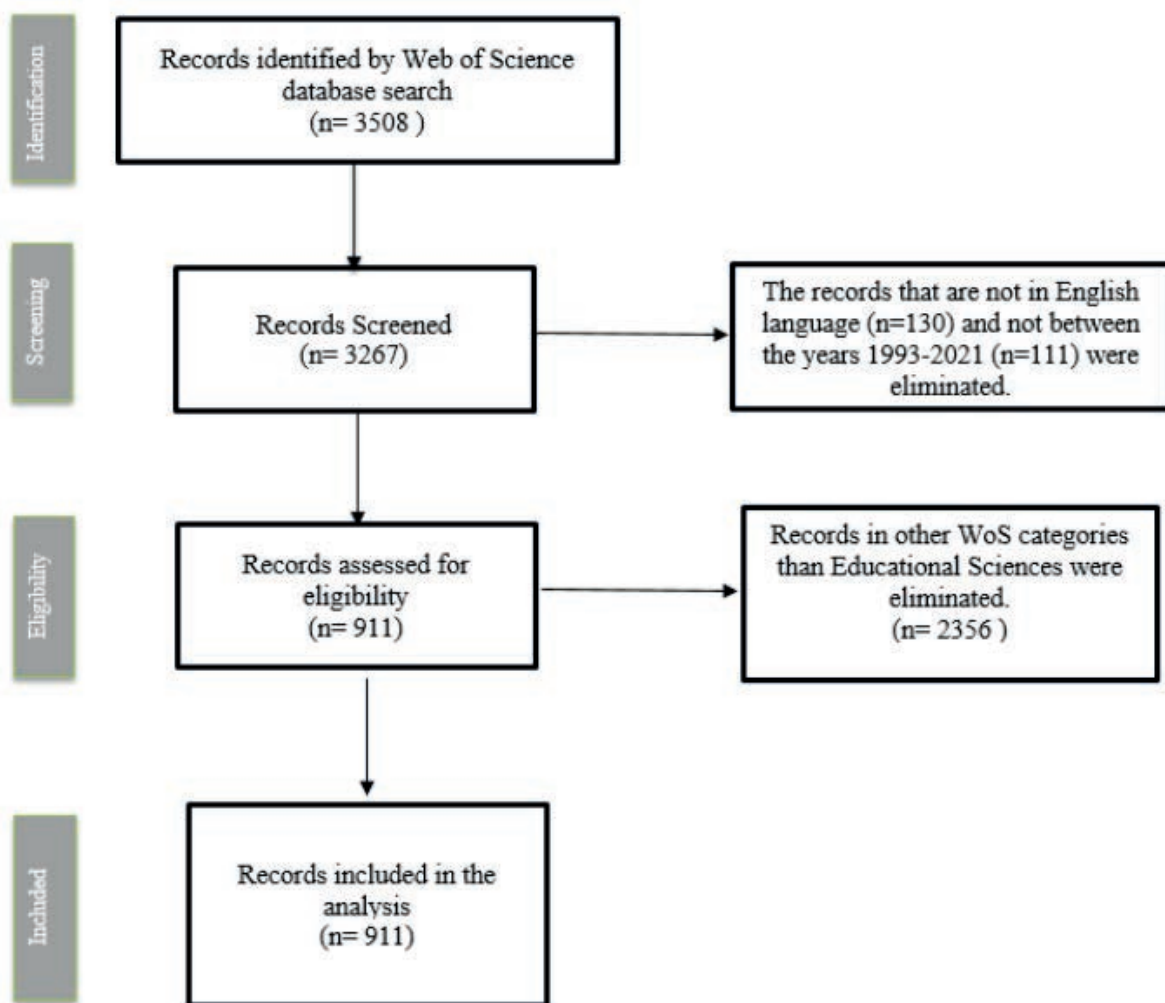 Identification
Records identified by Web of Science
database search
(n= 3508 )
Screening
Records Screened
(n= 3267)
The records that are not in English
language (n=130) and not between
the years 1993-2021 (n=111) were
eliminated.
Eligibility
Records assessed for
eligibility
(n= 911)
Records in other WoS categories
than Educational Sciences were
eliminated.
(n= 2356 )
Included
Records included in the
analysis
(n= 911)